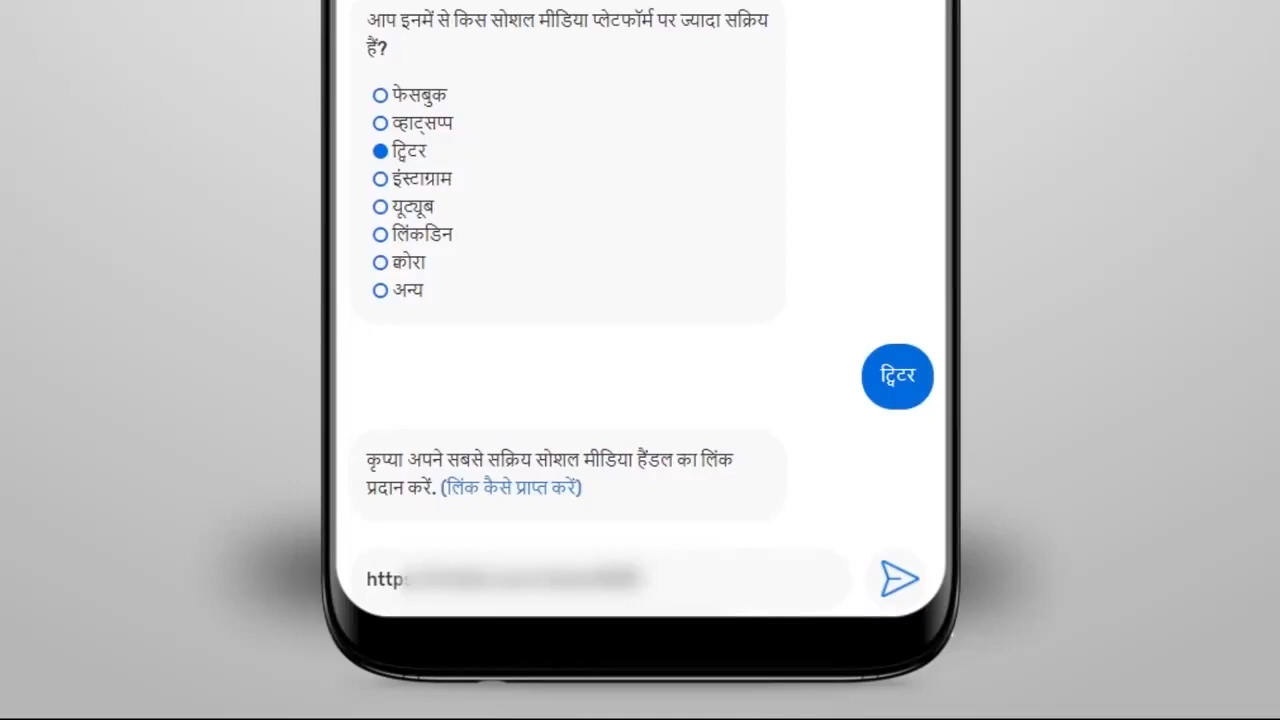 आप इनमें से किस सोशल मीडिया प्लेटफॉर्म पर ज्यादा सक्रिय
हैं?
फेसबुक
व्हाट्सप्प
ट्विटर
इंस्टाग्राम
यूट्यूब
लिंकडिन
क्वोरा
अन्य
ट्विटर
कृप्या अपने सबसे सक्रिय सोशल मीडिया हैंडल का लिंक
प्रदान करें. (लिंक कैसे प्राप्त करें)
http